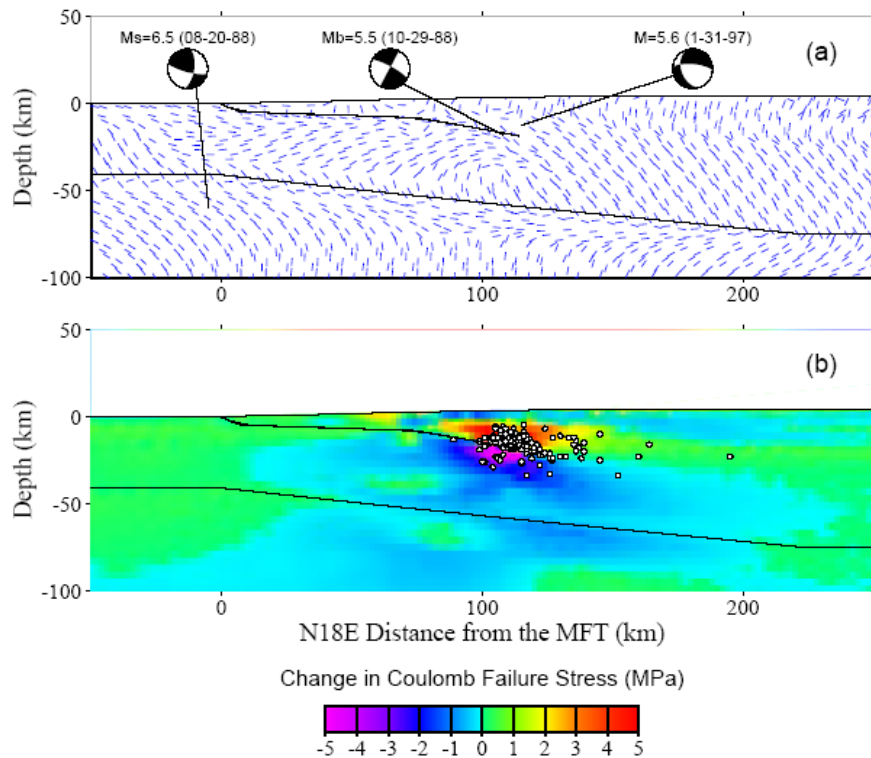 50
Ms=6.5 (08-20-88) Mb=5.5 (10-29-88) M=5.6 (1-31-97) (a)
0
Depth (km)
-50
-100
0 100 200
50
(b)
0
Depth (km)
-50
-100
0 100 200
N18E Distance from the MFT (km)
Change in Coulomb Failure Stress (MPa)
-5 -4 -3 -2 -1 0 1 2 3 4 5